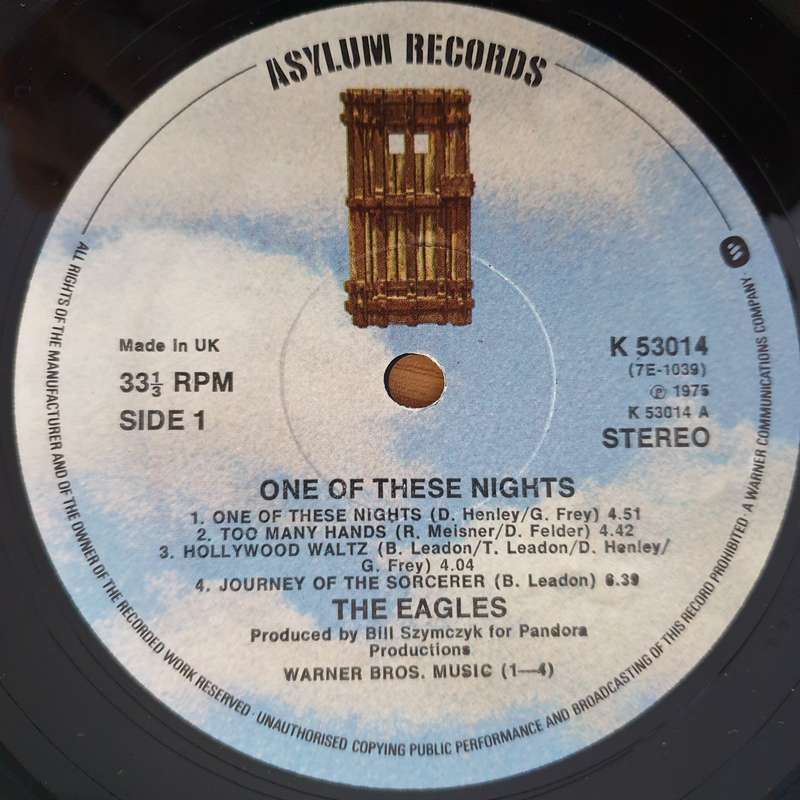 ASYLUM RECORDS
Made in UK
33⅓ RPM
SIDE 1
K 53014
(7E-1039)
℗ 1975
K 53014 A
STEREO
ONE OF THESE NIGHTS
1. ONE OF THESE NIGHTS (D. Henley/G. Frey) 4.51
2. TOO MANY HANDS (R. Meisner/D. Felder) 4.42
3. HOLLYWOOD WALTZ (B. Leadon/T. Leadon/D. Henley/
G. Frey) 4.04
4. JOURNEY OF THE SORCERER (B. Leadon) 6.39
THE EAGLES
Produced by Bill Szymczyk for Pandora
Productions
WARNER BROS. MUSIC (1—4)
ALL RIGHTS OF THE MANUFACTURER AND OF THE OWNER OF THE RECORDED WORK RESERVED · UNAUTHORISED COPYING PUBLIC PERFORMANCE AND BROADCASTING OF THIS RECORD PROHIBITED · A WARNER COMMUNICATIONS COMPANY